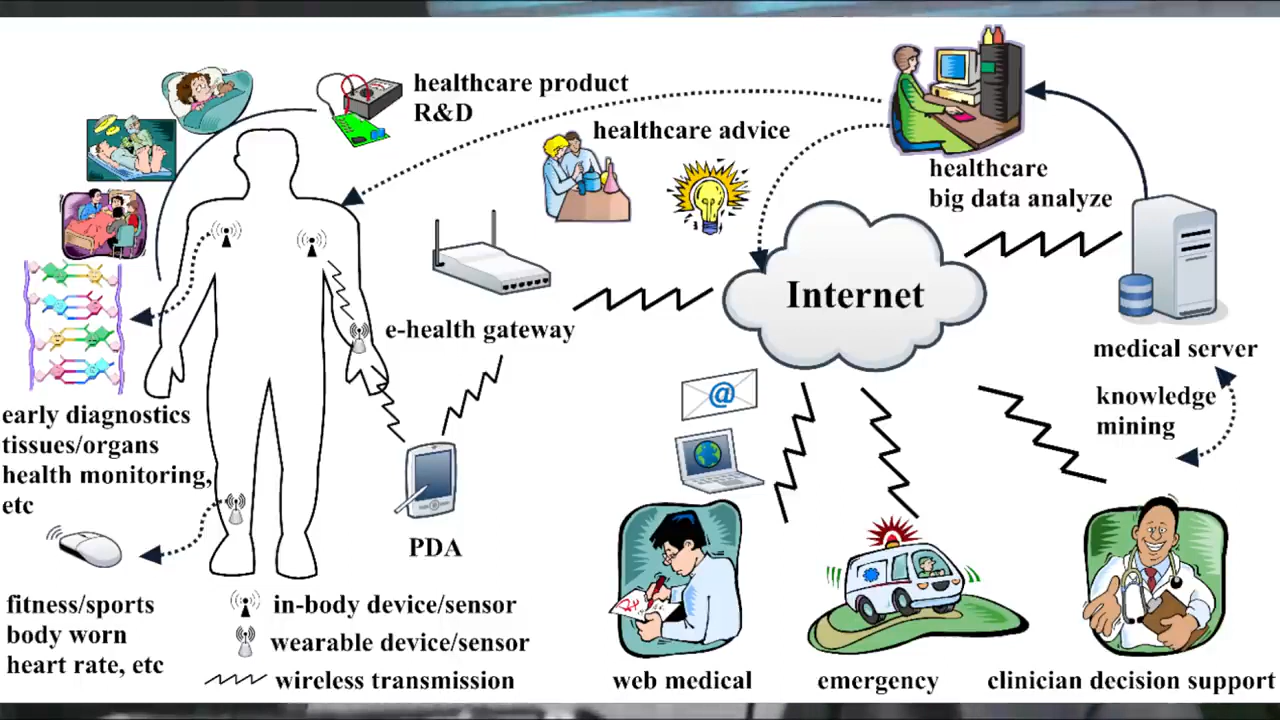 healthcare product
R&D
healthcare advice
healthcare
big data analyze
Internet
e-health gateway
medical server
knowledge
mining
@
early diagnostics
tissues/organs
health monitoring,
etc
PDA
fitness/sports
body worn
heart rate, etc
in-body device/sensor
wearable device/sensor
wireless transmission
web medical
emergency
clinician decision support